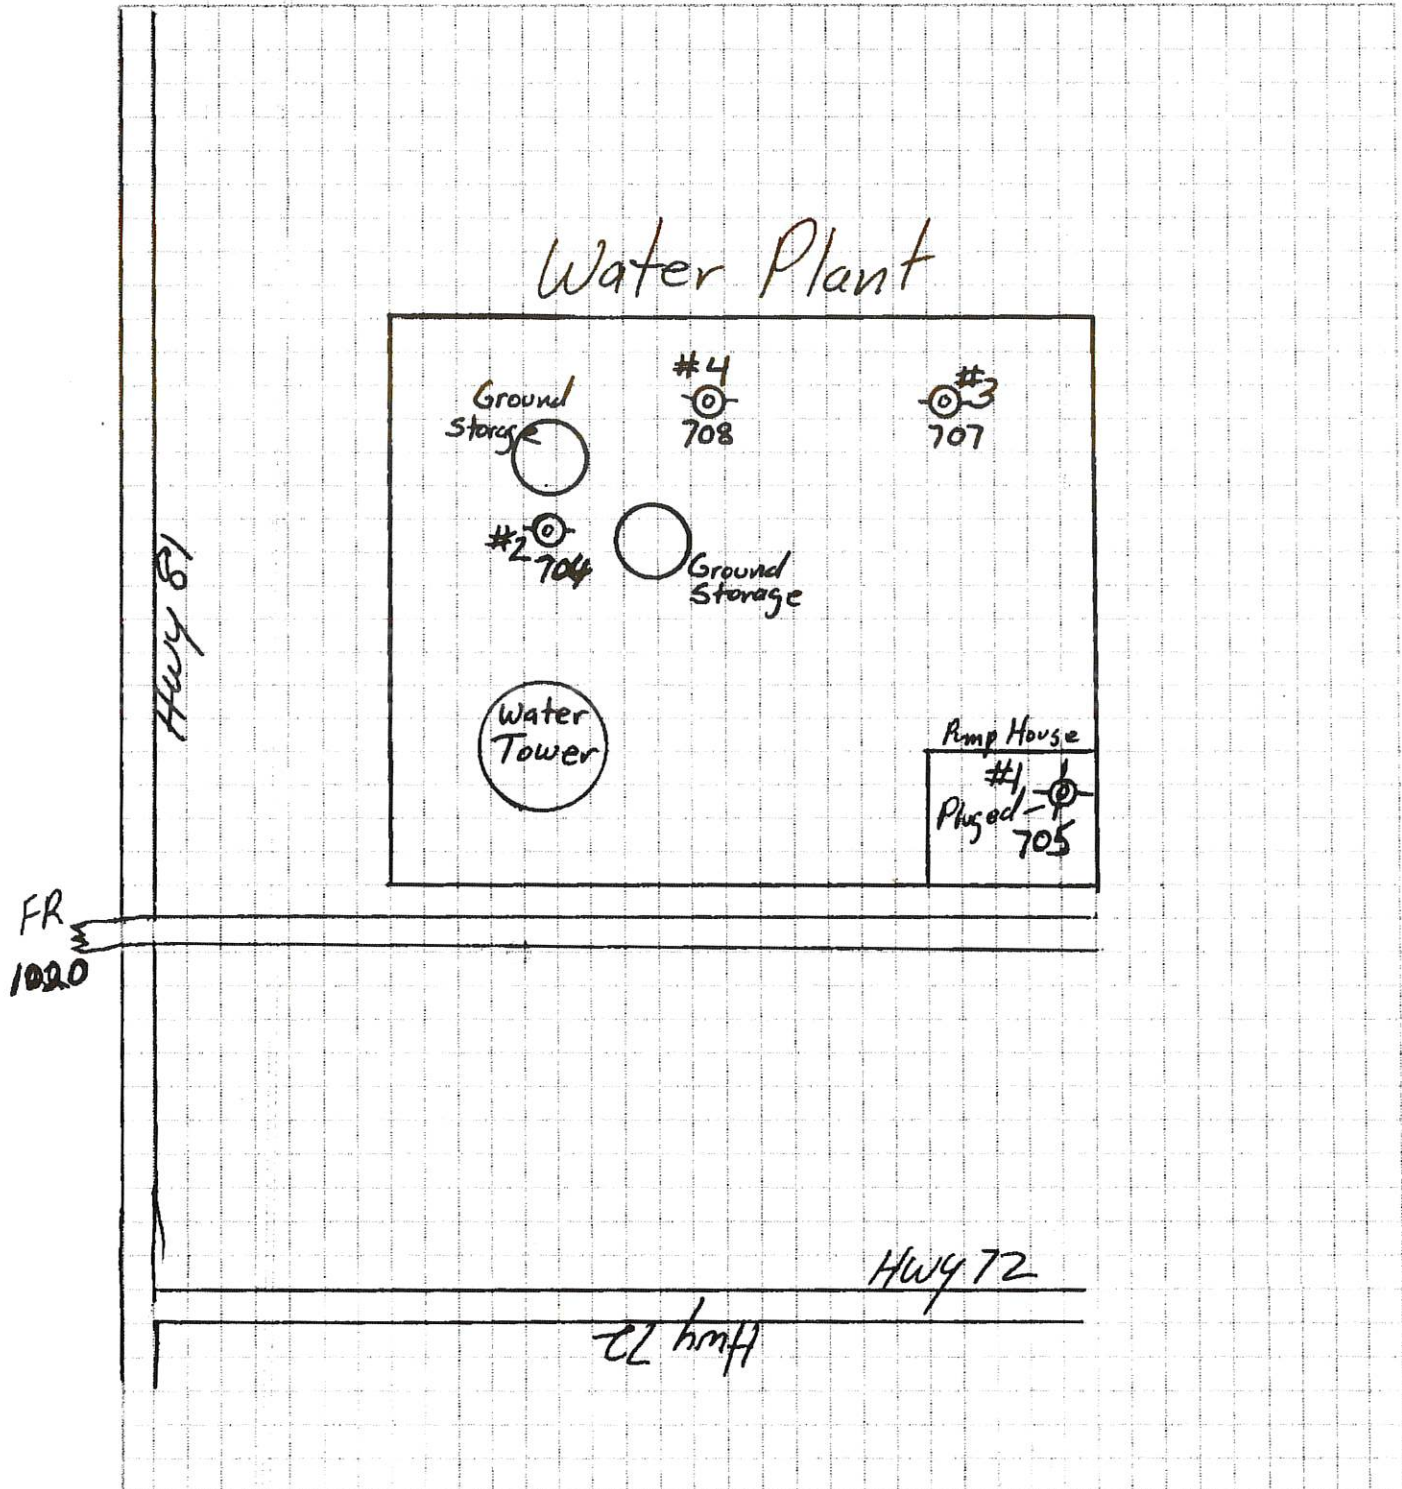 Water Plant
#4
#3
Ground
Storage
708
707
#2
704
Ground
Storage
Hwy 81
Water
Tower
Pump House
#1
Pluged
705
FR
1020
Hwy 72
Hwy 72